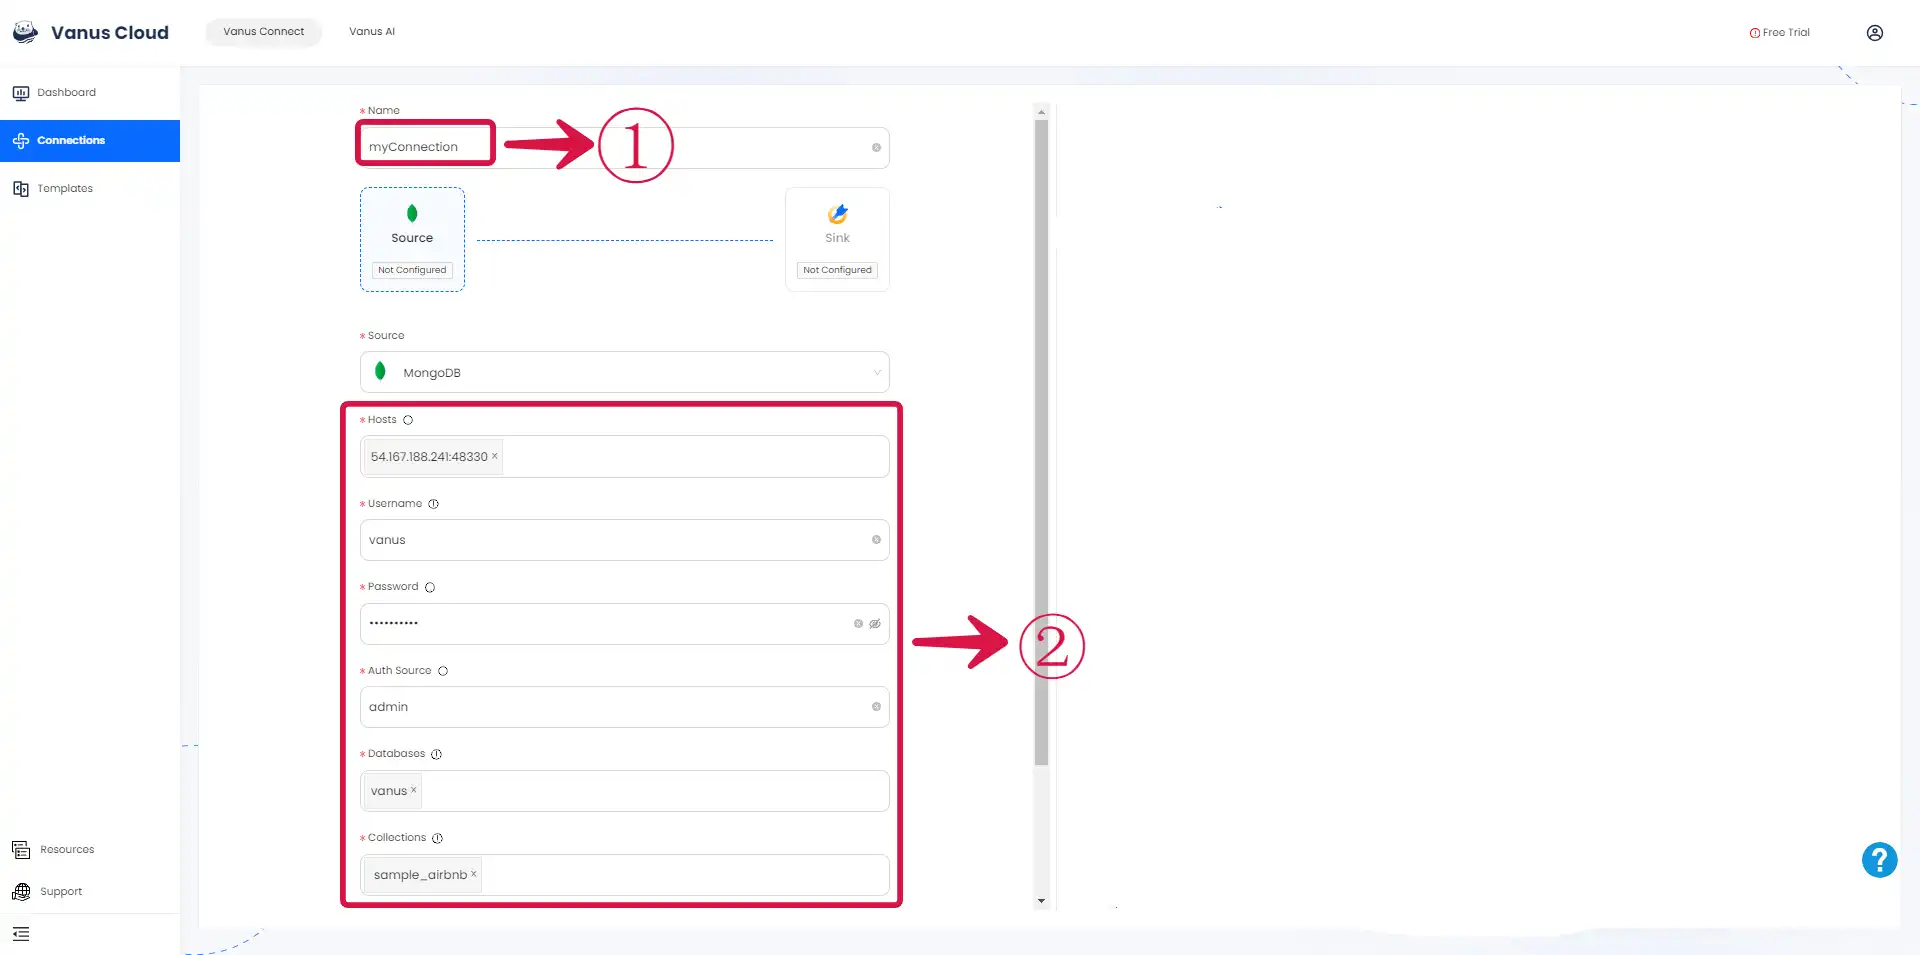 Vanus Cloud
Vanus Connect
Vanus AI
Free Trial
Dashboard
Connections
Templates
* Name
myConnection
1
Source
Not Configured
Sink
Not Configured
* Source
MongoDB
* Hosts
54.167.188.241:48330 ×
* Username
vanus
* Password
••••••••••
2
* Auth Source
admin
* Databases
vanus ×
* Collections
sample_airbnb ×
Resources
Support
?